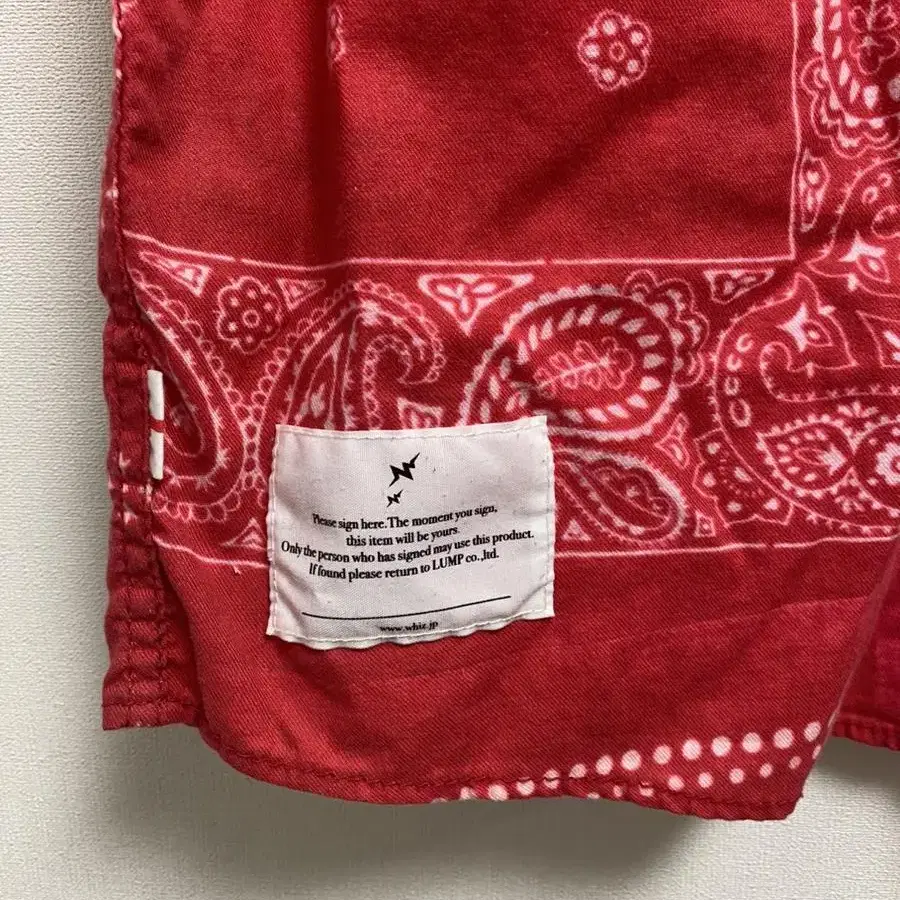 Please sign here. The moment you sign,
this item will be yours.
Only the person who has signed may use this product.
If found please return to LUMP co.,ltd.
www.whiz.jp